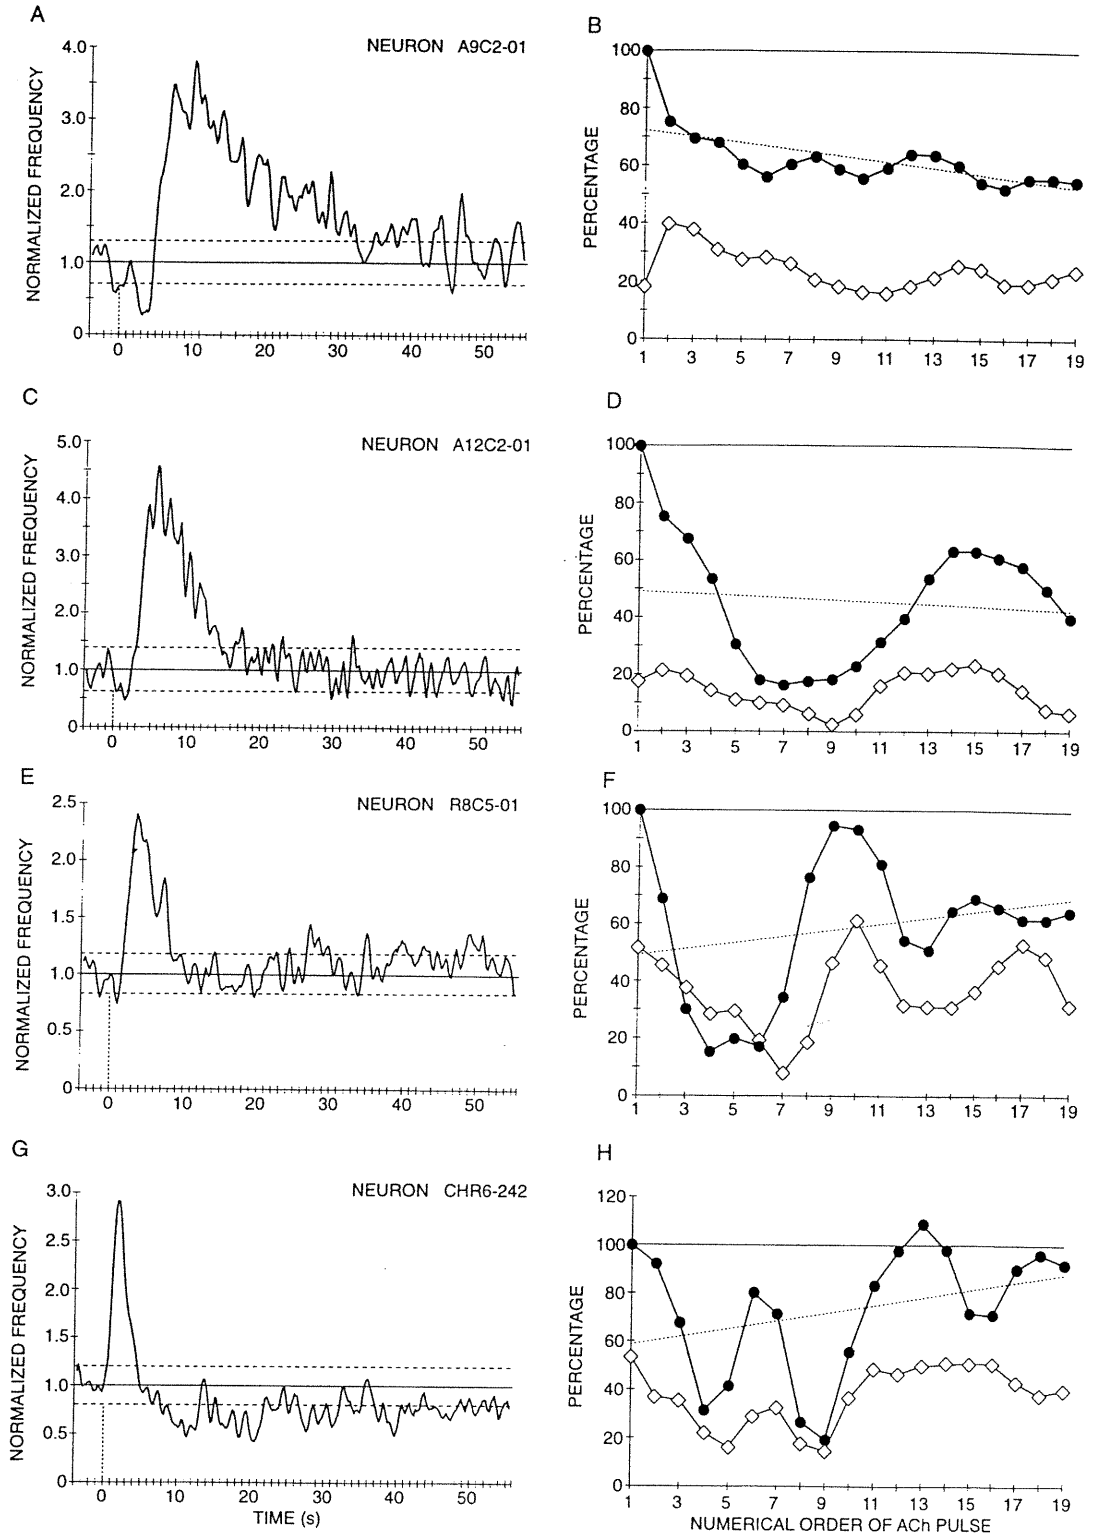 A
NEURON A9C2-01
NORMALIZED FREQUENCY
4.0
3.0
2.0
1.0
0
0 10 20 30 40 50
B
PERCENTAGE
100
80
60
40
20
0
1 3 5 7 9 11 13 15 17 19
C
NEURON A12C2-01
NORMALIZED FREQUENCY
5.0
4.0
3.0
2.0
1.0
0
0 10 20 30 40 50
D
PERCENTAGE
100
80
60
40
20
0
1 3 5 7 9 11 13 15 17 19
E
NEURON R8C5-01
NORMALIZED FREQUENCY
2.5
2.0
1.5
1.0
0.5
0
0 10 20 30 40 50
F
PERCENTAGE
100
80
60
40
20
0
1 3 5 7 9 11 13 15 17 19
G
NEURON CHR6-242
NORMALIZED FREQUENCY
3.0
2.5
2.0
1.5
1.0
0.5
0
0 10 20 30 40 50
TIME (s)
H
PERCENTAGE
120
100
80
60
40
20
0
1 3 5 7 9 11 13 15 17 19
NUMERICAL ORDER OF ACh PULSE